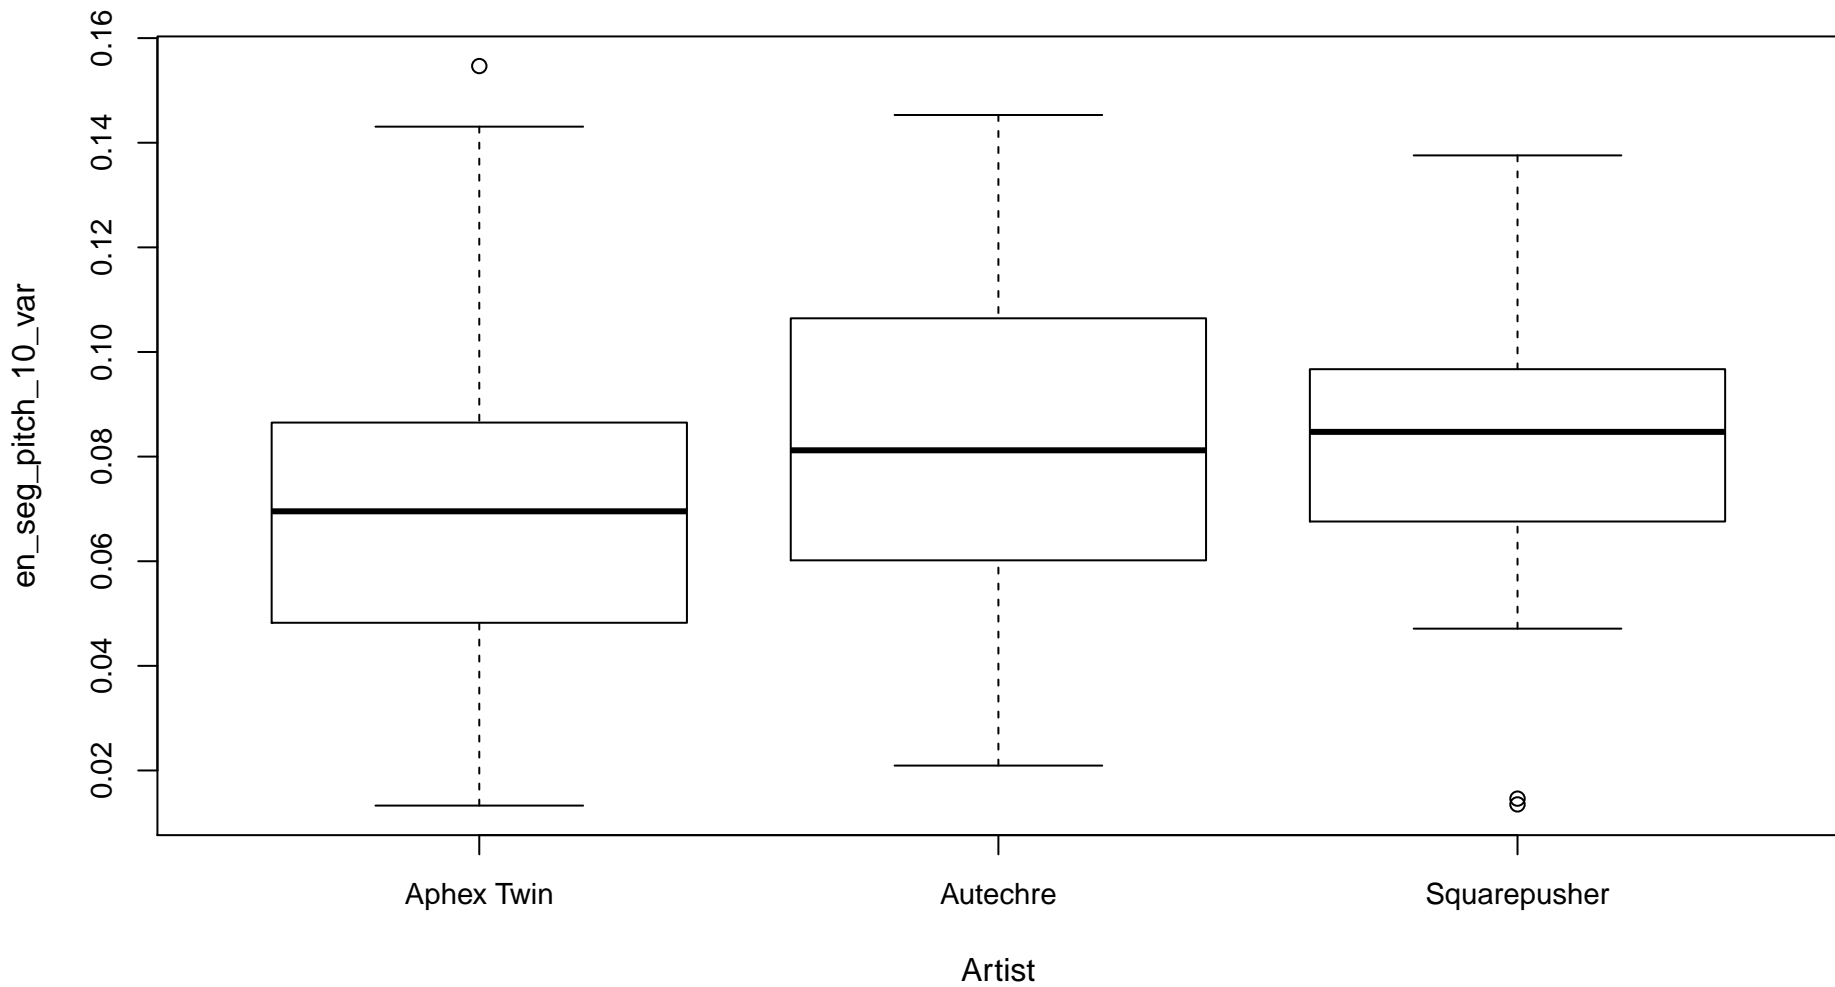 en_seg_pitch_10_var
0.16
0.14
0.12
0.10
0.08
0.06
0.04
0.02
Aphex Twin
Autechre
Squarepusher
Artist